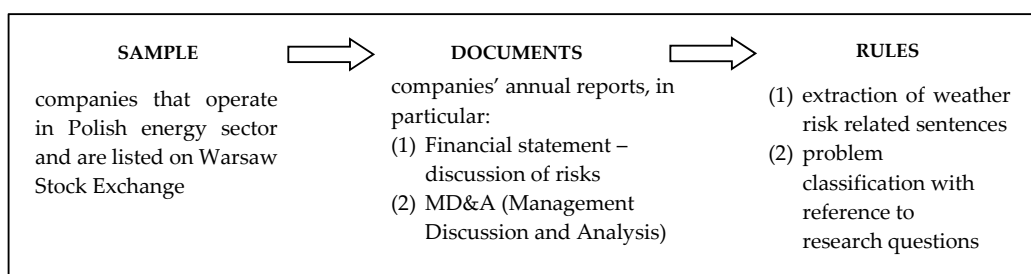 SAMPLE
companies that operate
in Polish energy sector
and are listed on Warsaw
Stock Exchange
DOCUMENTS
companies’ annual reports, in
particular:
(1) Financial statement –
discussion of risks
(2) MD&A (Management
Discussion and Analysis)
RULES
(1) extraction of weather
risk related sentences
(2) problem
classification with
reference to
research questions